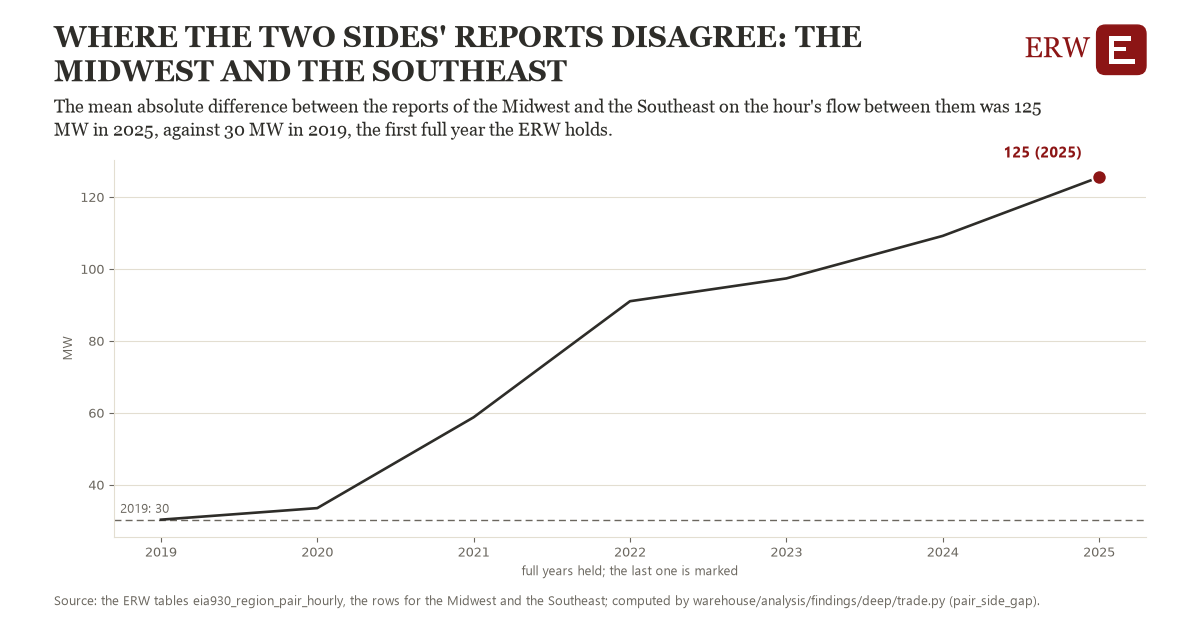 WHERE THE TWO SIDES' REPORTS DISAGREE: THE
MIDWEST AND THE SOUTHEAST
ERW E
The mean absolute difference between the reports of the Midwest and the Southeast on the hour's flow between them was 125
MW in 2025, against 30 MW in 2019, the first full year the ERW holds.
125 (2025)
120
100
80
60
40
MW
2019: 30
2019 2020 2021 2022 2023 2024 2025
full years held; the last one is marked
Source: the ERW tables eia930_region_pair_hourly, the rows for the Midwest and the Southeast; computed by warehouse/analysis/findings/deep/trade.py (pair_side_gap).